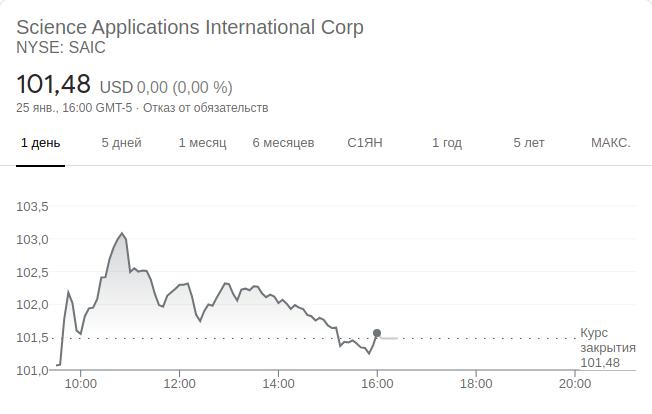 Science Applications International Corp
NYSE: SAIC
101,48 USD 0,00 (0,00 %)
25 янв., 16:00 GMT-5 · Отказ от обязательств
1 день 5 дней 1 месяц 6 месяцев С1ЯН 1 год 5 лет МАКС.
103,5
103,0
102,5
102,0
101,5
101,0
Курс
закрытия
101,48
10:00 12:00 14:00 16:00 18:00 20:00